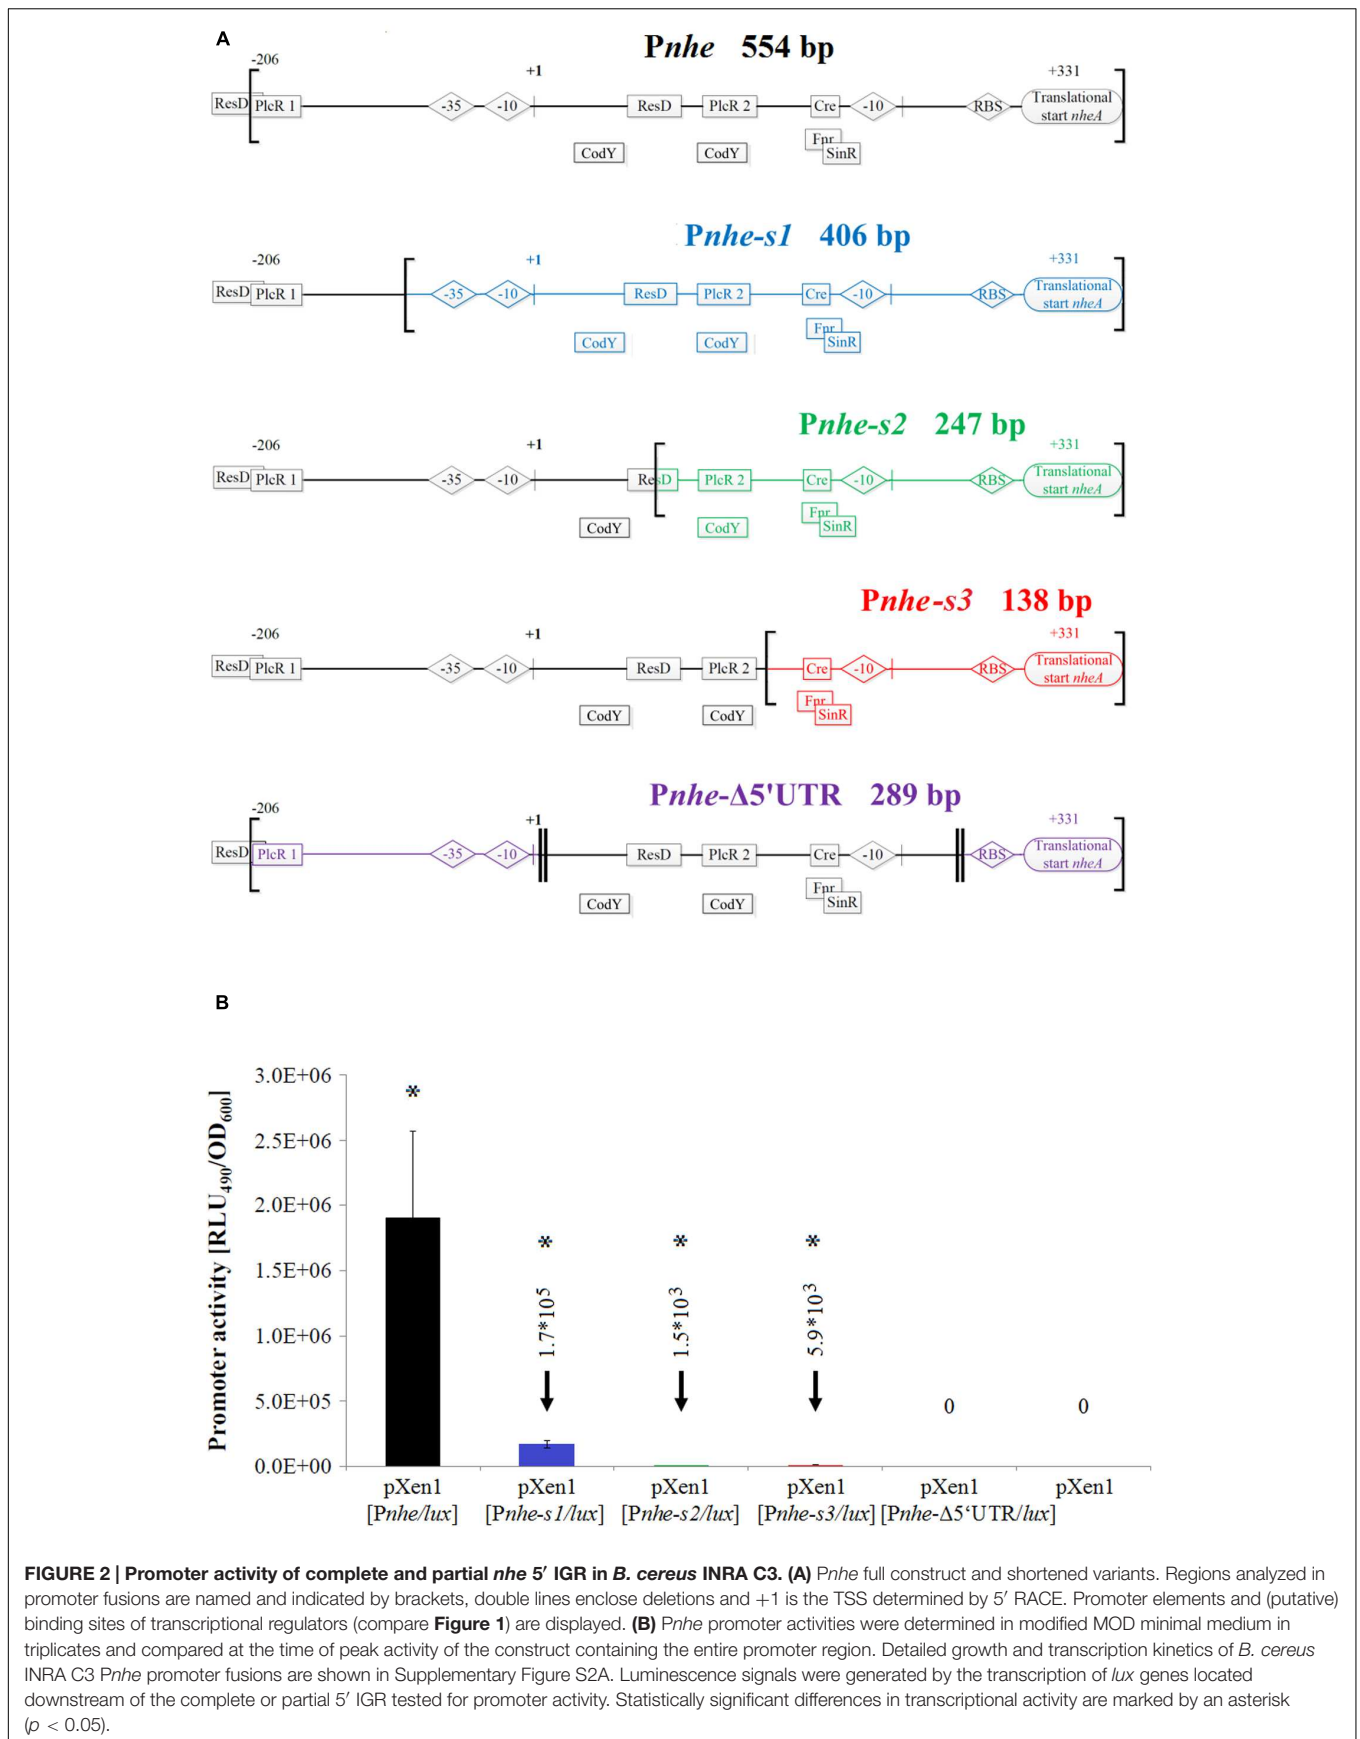 A
Pnhe 554 bp
-206
+1
+331
ResD PlcR 1 -35 -10 ResD PlcR 2 Cre -10 RBS Translational start nheA
CodY CodY Fnr SinR
Pnhe-s1 406 bp
-206 +1 +331
ResD PlcR 1 -35 -10 ResD PlcR 2 Cre -10 RBS Translational start nheA
CodY CodY Fnr SinR
Pnhe-s2 247 bp
-206 +1 +331
ResD PlcR 1 -35 -10 ResD PlcR 2 Cre -10 RBS Translational start nheA
CodY CodY Fnr SinR
Pnhe-s3 138 bp
-206 +1 +331
ResD PlcR 1 -35 -10 ResD PlcR 2 Cre -10 RBS Translational start nheA
CodY CodY Fnr SinR
Pnhe-Δ5'UTR 289 bp
-206 +1 +331
ResD PlcR 1 -35 -10 ResD PlcR 2 Cre -10 RBS Translational start nheA
CodY CodY Fnr SinR
B
Promoter activity [RLU490/OD600]
3.0E+06
2.5E+06
2.0E+06
1.5E+06
1.0E+06
5.0E+05
0.0E+00
*
* * *
1.7*10^5 1.5*10^3 5.9*10^3
0 0
pXen1 pXen1 pXen1 pXen1 pXen1 pXen1
[Pnhe/lux] [Pnhe-s1/lux] [Pnhe-s2/lux] [Pnhe-s3/lux] [Pnhe-Δ5‘UTR/lux]
FIGURE 2 | Promoter activity of complete and partial nhe 5′ IGR in B. cereus INRA C3. (A) Pnhe full construct and shortened variants. Regions analyzed in
promoter fusions are named and indicated by brackets, double lines enclose deletions and +1 is the TSS determined by 5′ RACE. Promoter elements and (putative)
binding sites of transcriptional regulators (compare Figure 1) are displayed. (B) Pnhe promoter activities were determined in modified MOD minimal medium in
triplicates and compared at the time of peak activity of the construct containing the entire promoter region. Detailed growth and transcription kinetics of B. cereus
INRA C3 Pnhe promoter fusions are shown in Supplementary Figure S2A. Luminescence signals were generated by the transcription of lux genes located
downstream of the complete or partial 5′ IGR tested for promoter activity. Statistically significant differences in transcriptional activity are marked by an asterisk
(p < 0.05).